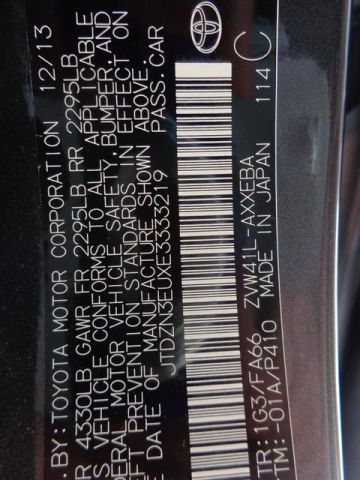 . BY: TOYOTA MOTOR CORPORATION 12/13
R 4330LB GAWR FR 2295LB RR 2295LB
S VEHICLE CONFORMS TO ALL APPLICABLE
ERAL MOTOR VEHICLE SAFETY, BUMPER, AND
EFT PREVENTION STANDARDS IN EFFECT ON
E DATE OF MANUFACTURE SHOWN ABOVE.
JTDZN3EUXE3333219 PASS. CAR
TR: 1G3/FA66 ZVW41L-AXXEBA
TM: -01A/P410 MADE IN JAPAN 114 C